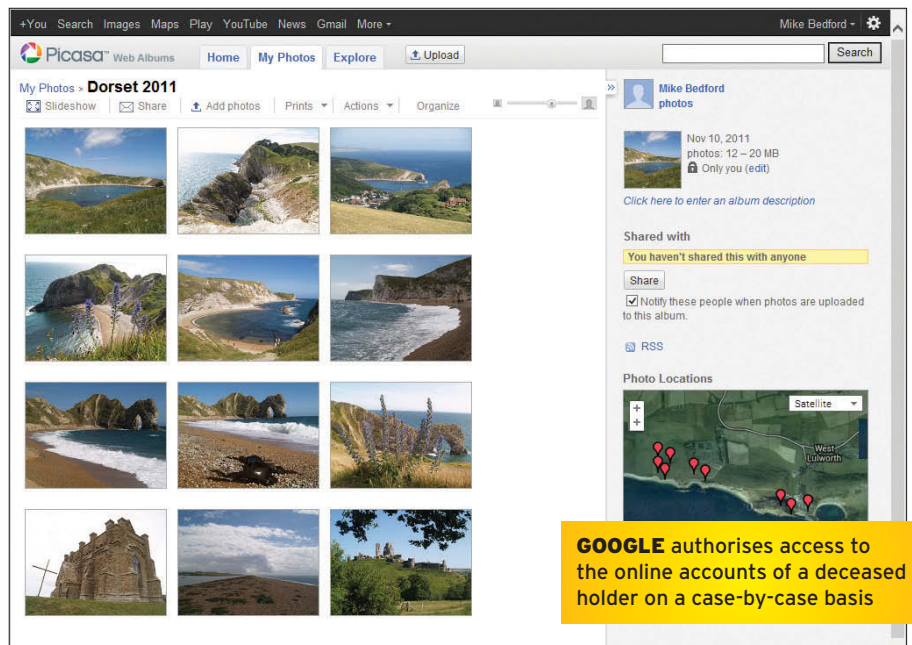 +You Search Images Maps Play YouTube News Gmail More
Mike Bedford
Picasa™ Web Albums
Home My Photos Explore Upload
Search
My Photos > Dorset 2011
Slideshow Share Add photos Prints Actions Organize
Mike Bedford
photos
Nov 10, 2011
photos: 12 – 20 MB
Only you (edit)
Click here to enter an album description
Shared with
You haven't shared this with anyone
Share
Notify these people when photos are uploaded
to this album.
RSS
Photo Locations
Satellite
West
Lulworth
GOOGLE authorises access to
the online accounts of a deceased
holder on a case-by-case basis